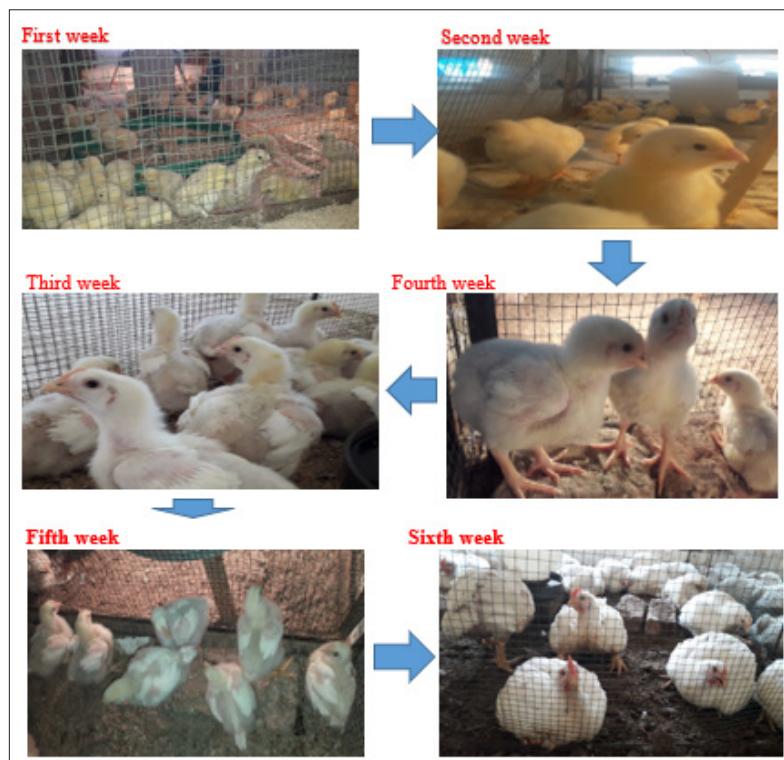 First week
Second week
Third week
Fourth week
Fifth week
Sixth week